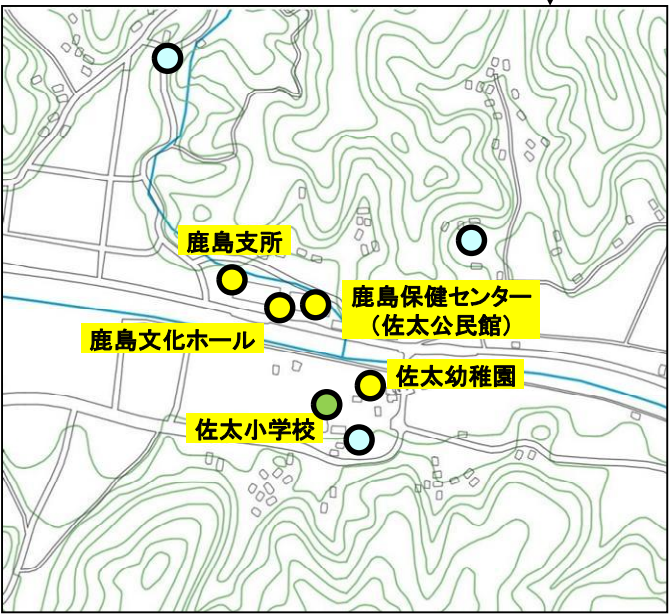 鹿島支所
鹿島保健センター
（佐太公民館）
鹿島文化ホール
佐太幼稚園
佐太小学校